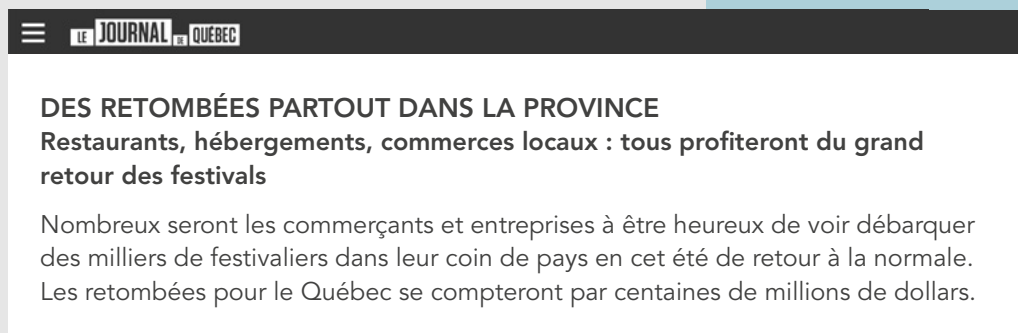 LE JOURNAL DE QUÉBEC
DES RETOMBÉES PARTOUT DANS LA PROVINCE
Restaurants, hébergements, commerces locaux : tous profiteront du grand
retour des festivals
Nombreux seront les commerçants et entreprises à être heureux de voir débarquer
des milliers de festivaliers dans leur coin de pays en cet été de retour à la normale.
Les retombées pour le Québec se compteront par centaines de millions de dollars.